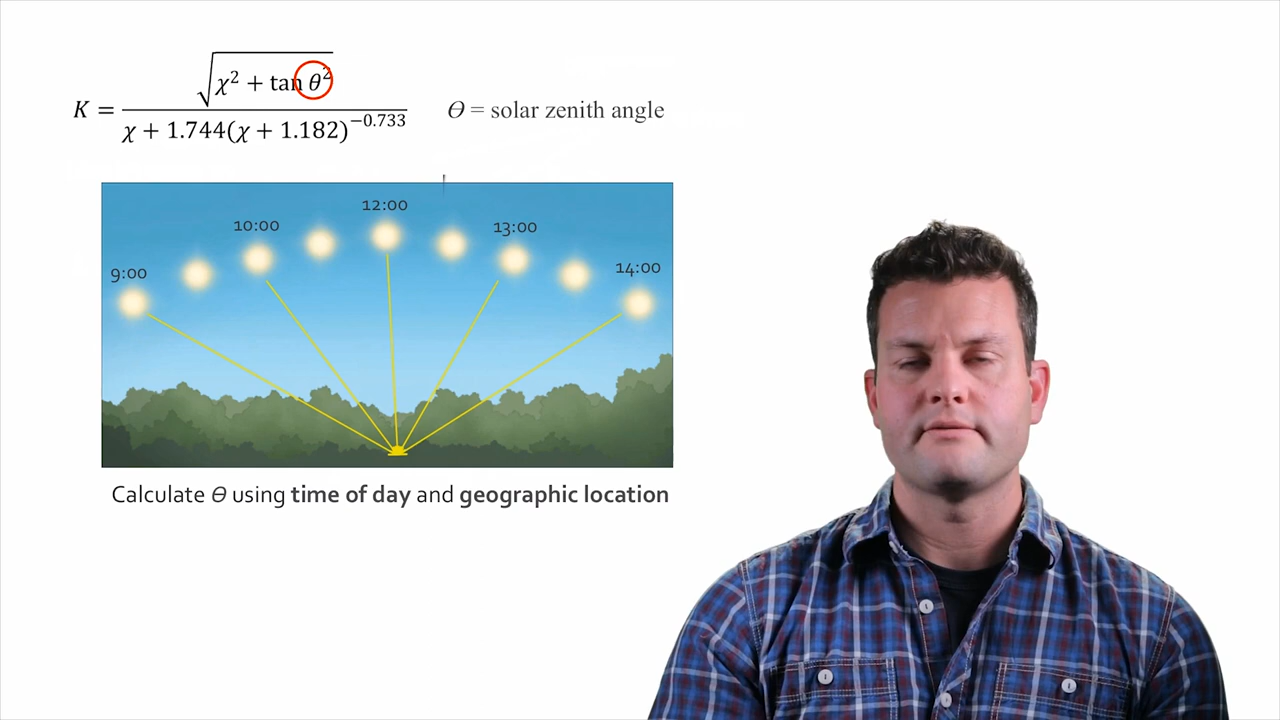 K = √(χ² + tan θ²) / (χ + 1.744(χ + 1.182)^−0.733)
Θ = solar zenith angle
12:00
10:00
13:00
9:00
14:00
Calculate Θ using time of day and geographic location